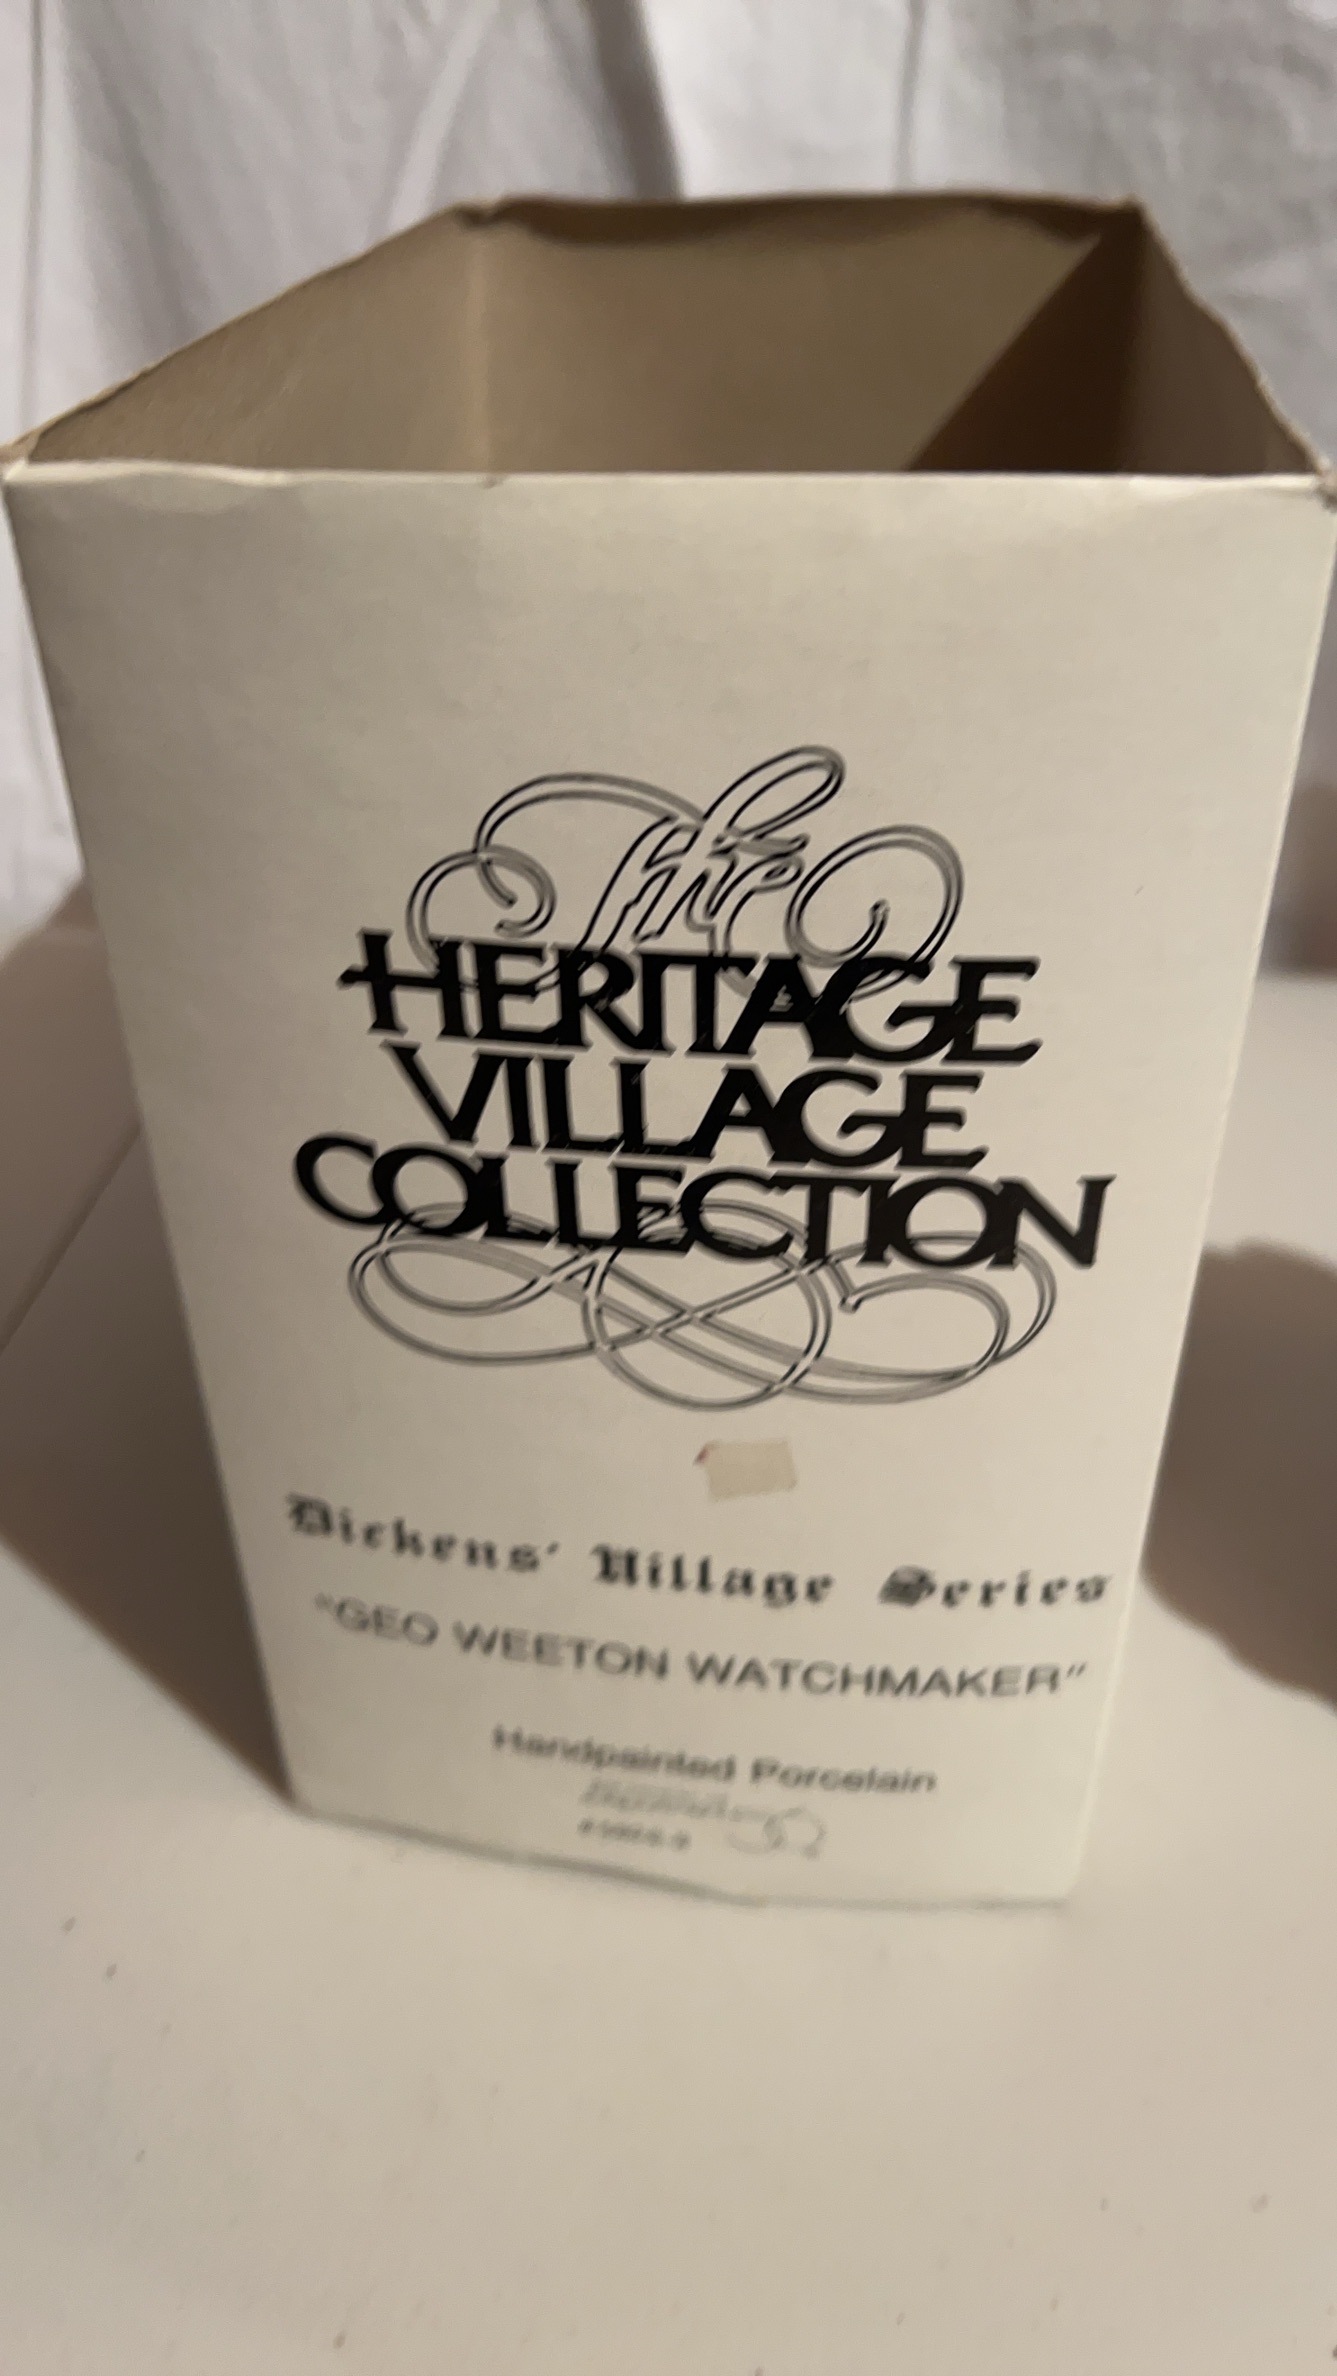 The
HERITAGE
VILLAGE
COLLECTION
Dickens' Village Series
"GEO WEETON WATCHMAKER"
Handpainted Porcelain